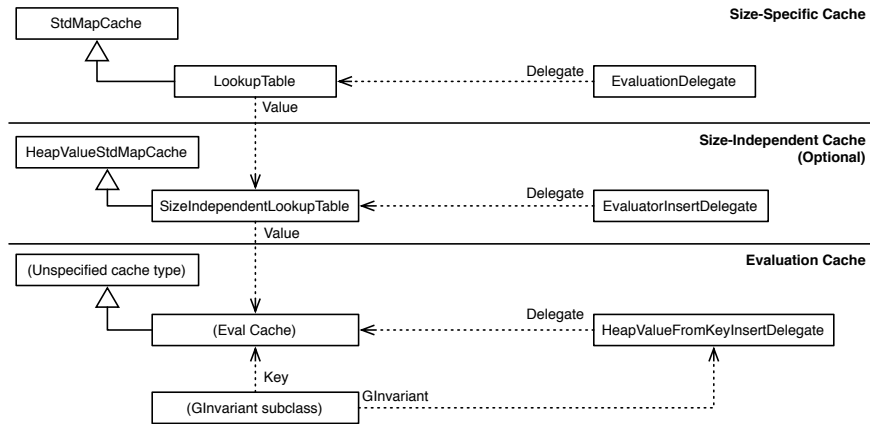 StdMapCache
Size-Specific Cache
LookupTable
Delegate
EvaluationDelegate
Value
HeapValueStdMapCache
Size-Independent Cache
(Optional)
SizeIndependentLookupTable
Delegate
EvaluatorInsertDelegate
Value
(Unspecified cache type)
Evaluation Cache
(Eval Cache)
Delegate
HeapValueFromKeyInsertDelegate
Key
(GInvariant subclass)
GInvariant